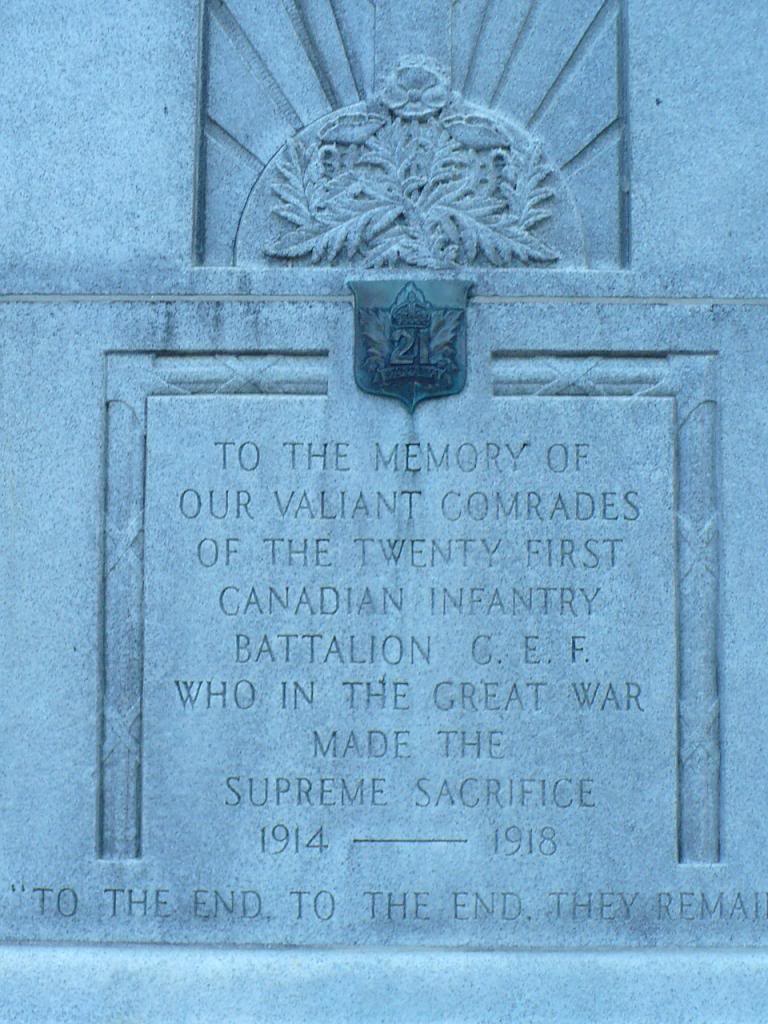 21
TO THE MEMORY OF
OUR VALIANT COMRADES
OF THE TWENTY FIRST
CANADIAN INFANTRY
BATTALION C. E. F.
WHO IN THE GREAT WAR
MADE THE
SUPREME SACRIFICE
1914 — 1918
"TO THE END, TO THE END, THEY REMAI